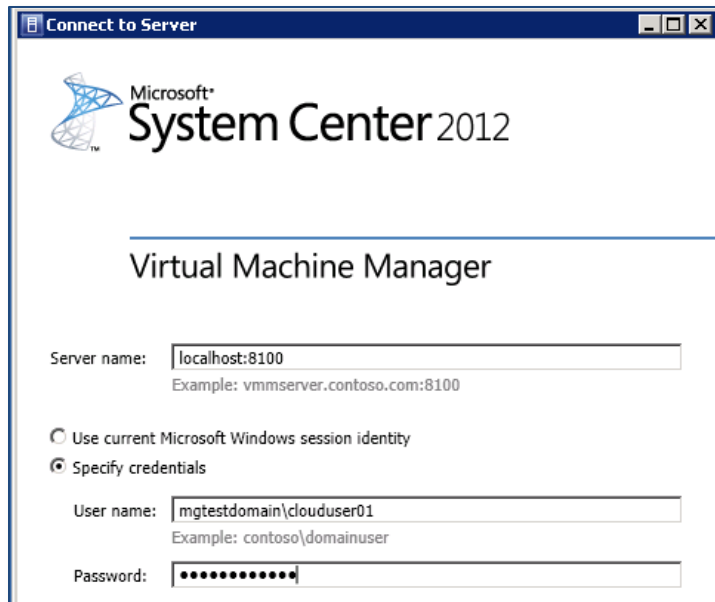 Connect to Server
Microsoft®
System Center 2012
™
Virtual Machine Manager
Server name: localhost:8100
Example: vmmserver.contoso.com:8100
Use current Microsoft Windows session identity
Specify credentials
User name: mgtestdomain\clouduser01
Example: contoso\domainuser
Password: ●●●●●●●●●●●●